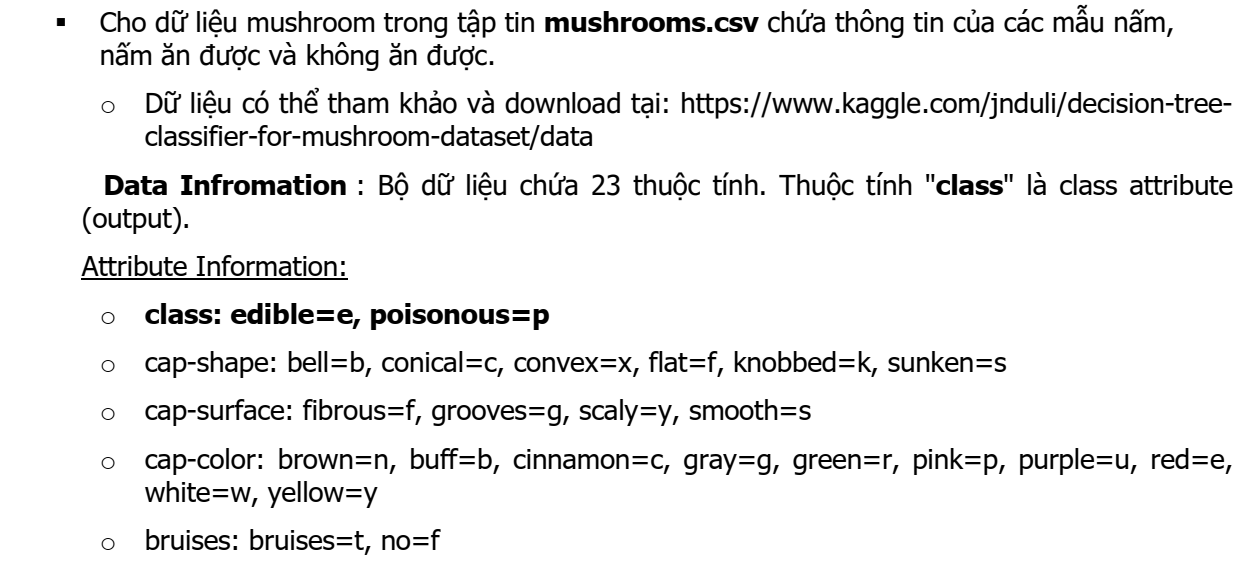 ▪ Cho dữ liệu mushroom trong tập tin mushrooms.csv chứa thông tin của các mẫu nấm,
nấm ăn được và không ăn được.
o Dữ liệu có thể tham khảo và download tại: https://www.kaggle.com/jnduli/decision-tree-
classifier-for-mushroom-dataset/data
Data Infromation : Bộ dữ liệu chứa 23 thuộc tính. Thuộc tính "class" là class attribute
(output).
Attribute Information:
o class: edible=e, poisonous=p
o cap-shape: bell=b, conical=c, convex=x, flat=f, knobbed=k, sunken=s
o cap-surface: fibrous=f, grooves=g, scaly=y, smooth=s
o cap-color: brown=n, buff=b, cinnamon=c, gray=g, green=r, pink=p, purple=u, red=e,
white=w, yellow=y
o bruises: bruises=t, no=f